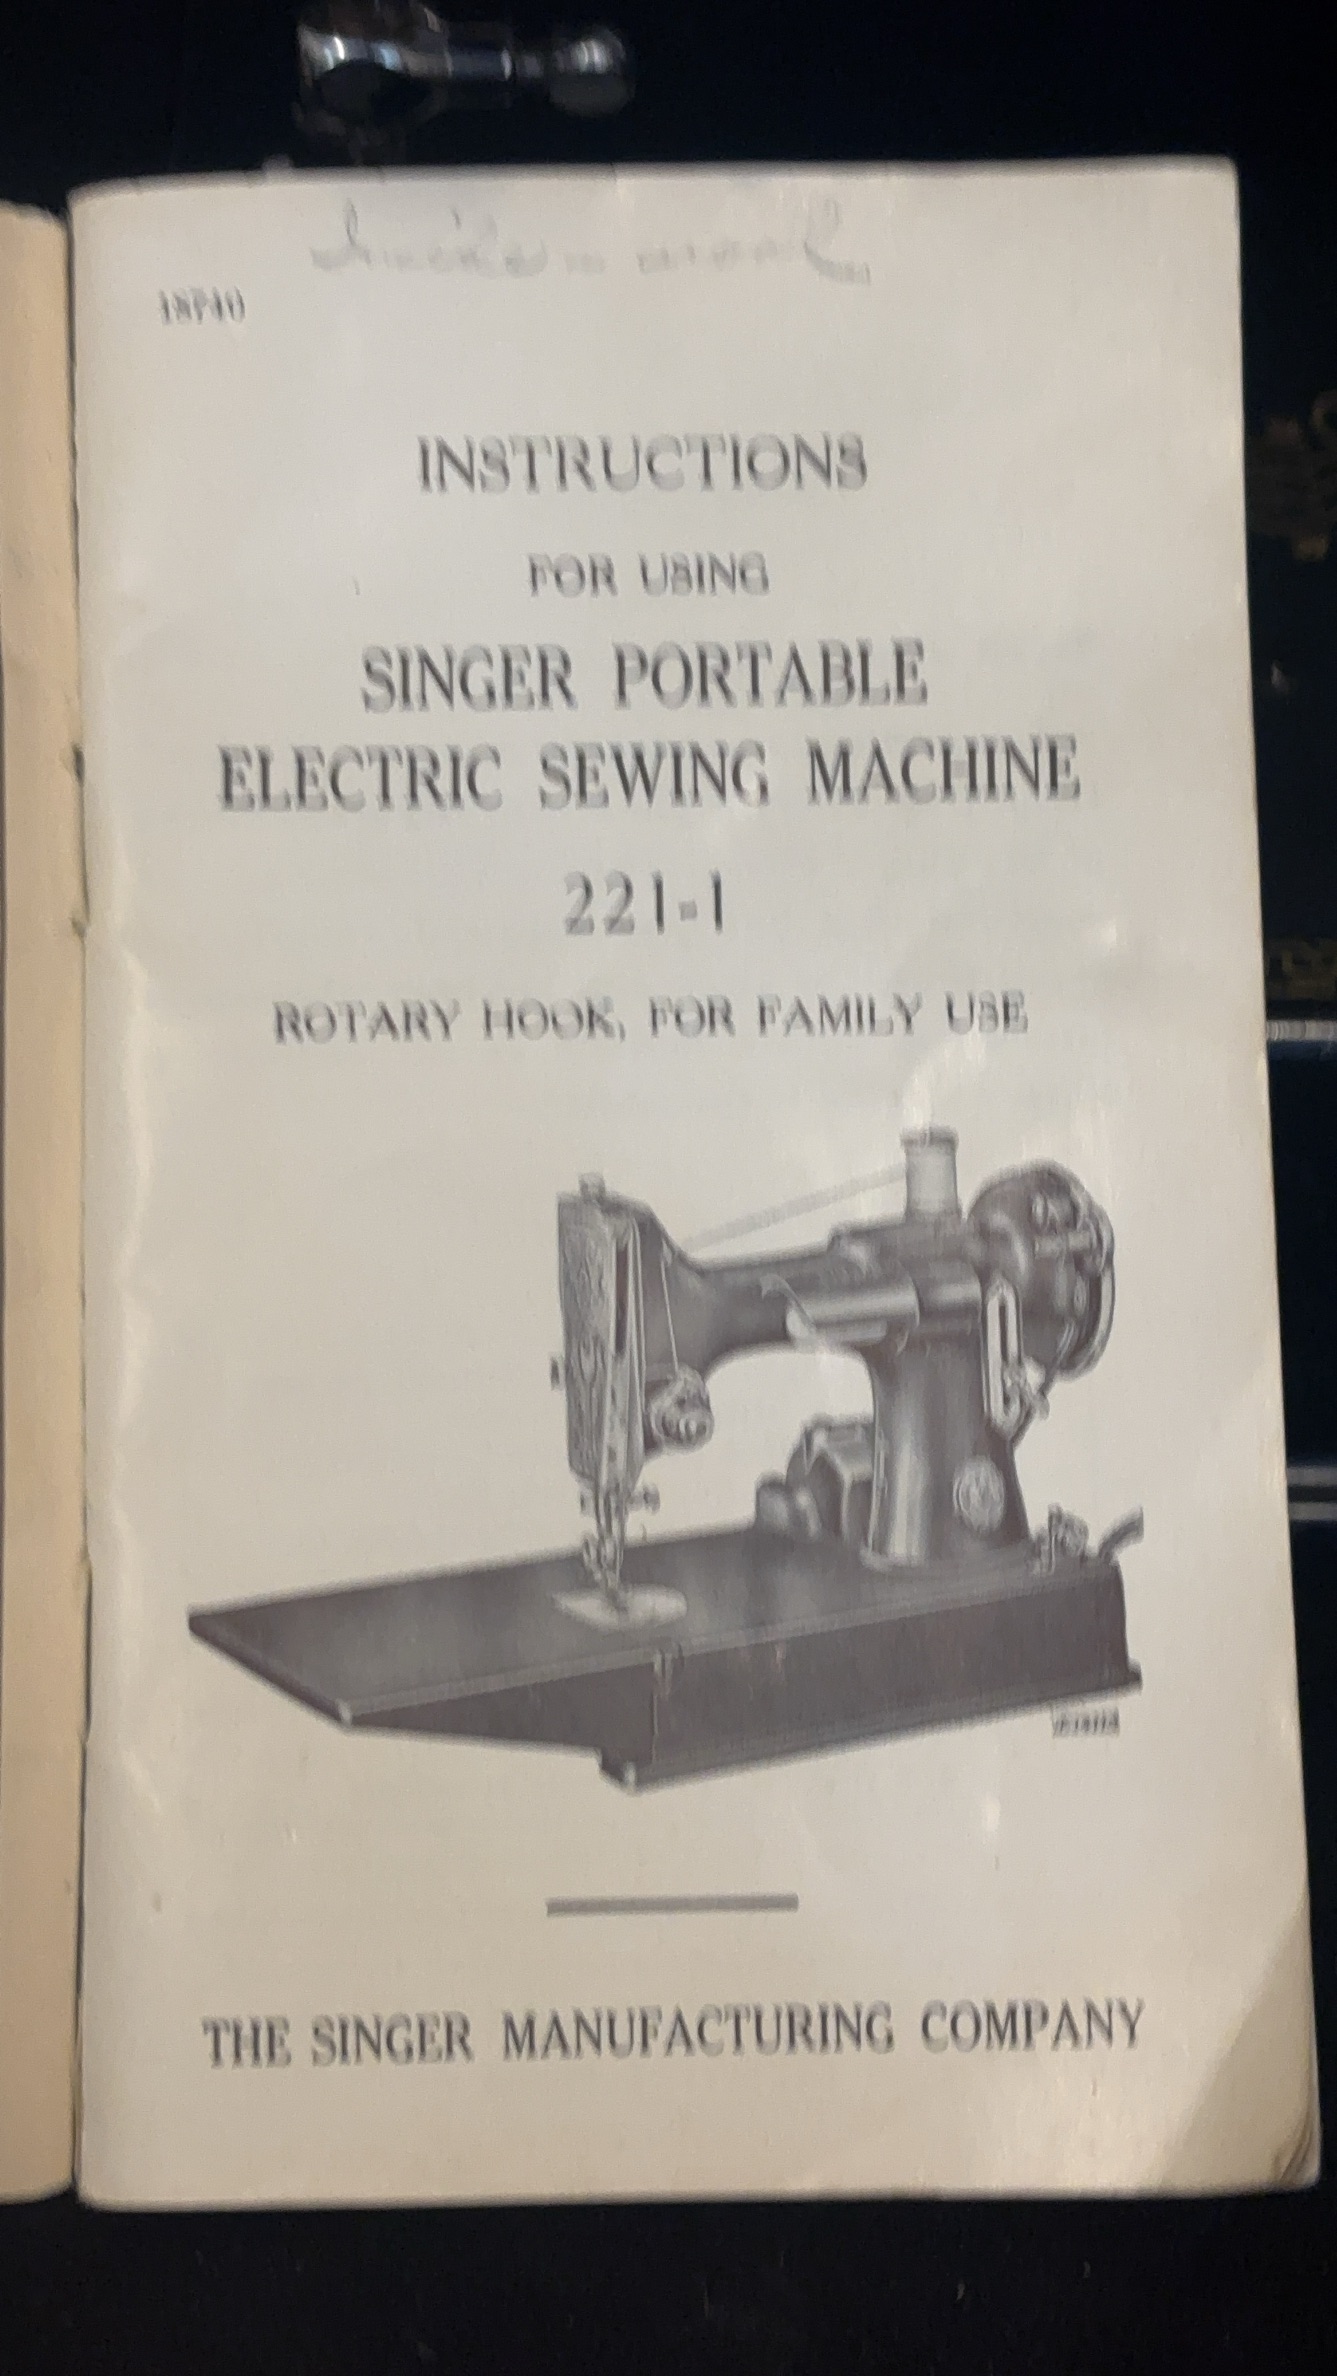 18740
INSTRUCTIONS
FOR USING
SINGER PORTABLE
ELECTRIC SEWING MACHINE
221-1
ROTARY HOOK, FOR FAMILY USE
THE SINGER MANUFACTURING COMPANY